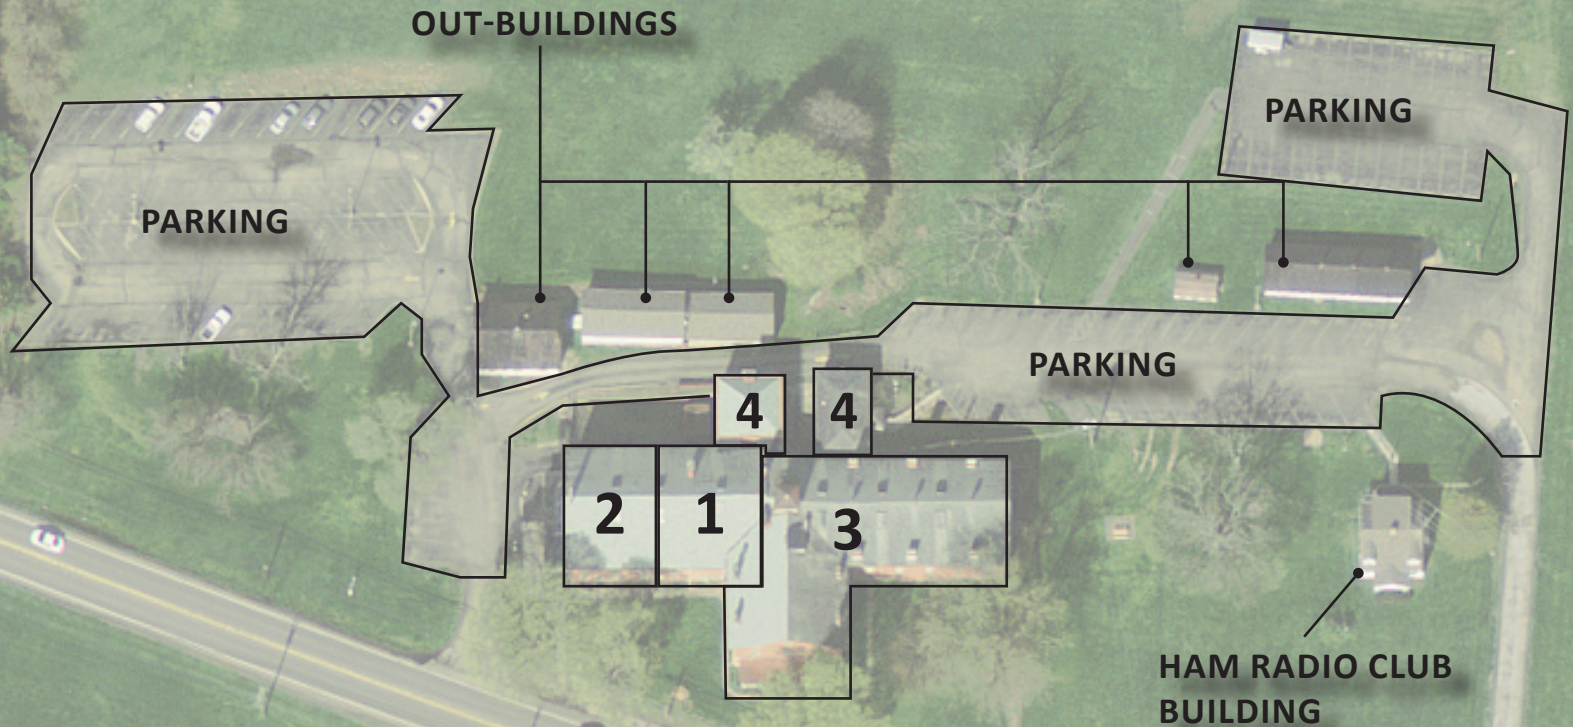 OUT-BUILDINGS
PARKING
PARKING
PARKING
4
4
2
1
3
HAM RADIO CLUB
BUILDING